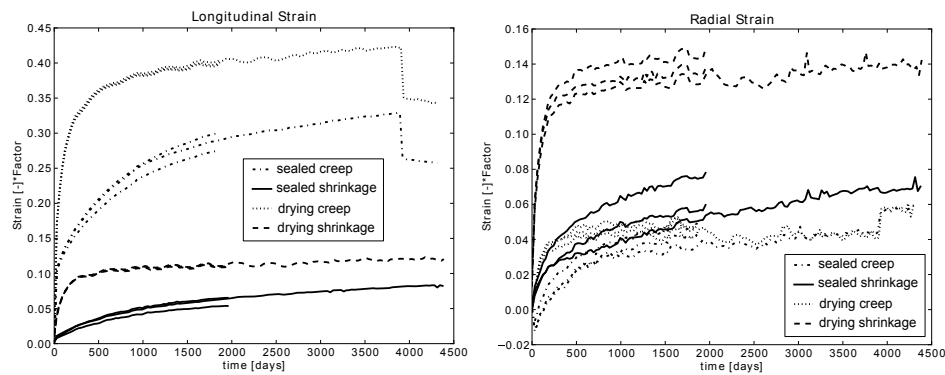 Longitudinal Strain
0.45
0.40
0.35
0.30
0.25
0.20
0.15
0.10
0.05
0.00
Strain [-]*Factor
sealed creep
sealed shrinkage
drying creep
drying shrinkage
0 500 1000 1500 2000 2500 3000 3500 4000 4500
time [days]
Radial Strain
0.16
0.14
0.12
0.10
0.08
0.06
0.04
0.02
0.00
−0.02
Strain [-]*Factor
sealed creep
sealed shrinkage
drying creep
drying shrinkage
0 500 1000 1500 2000 2500 3000 3500 4000 4500
time [days]